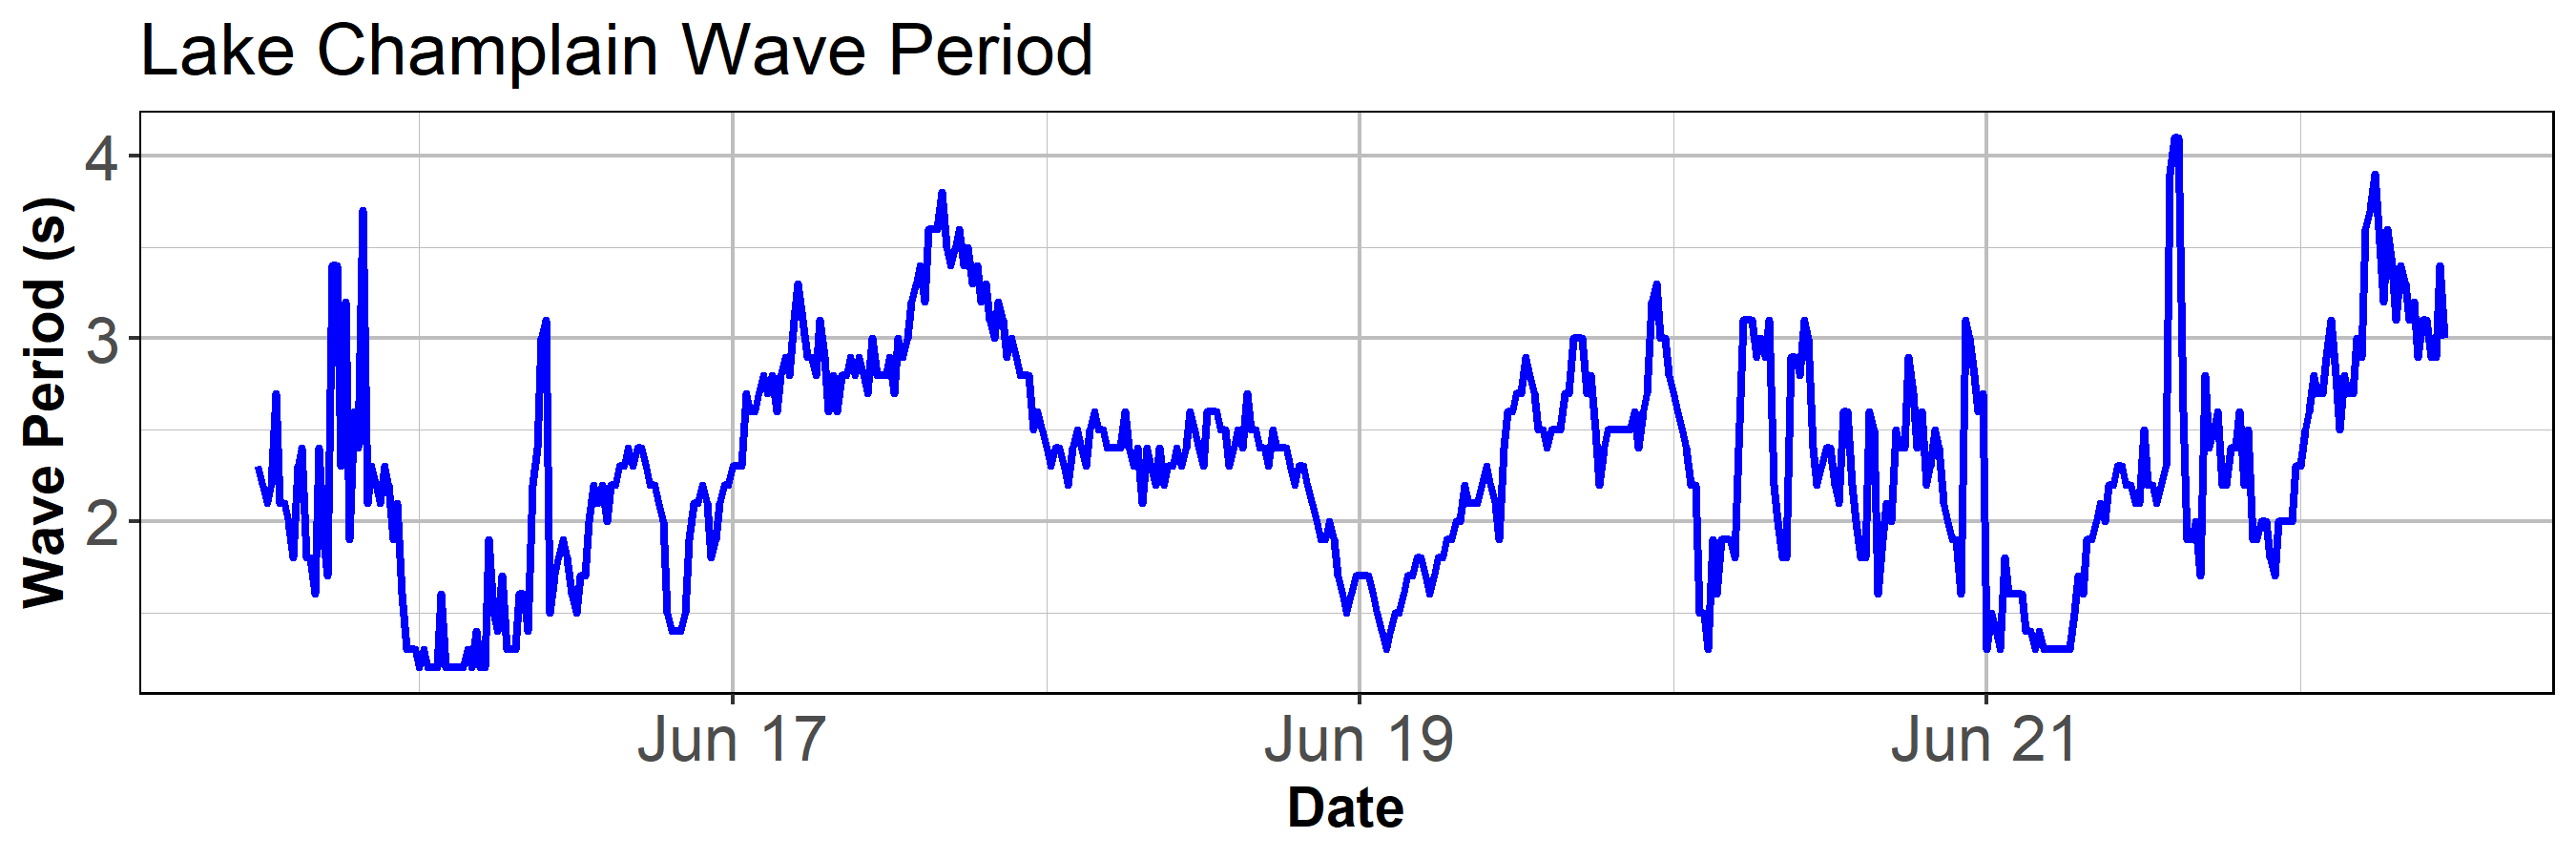 Lake Champlain Wave Period
Wave Period (s)
4
3
2
Jun 17
Jun 19
Jun 21
Date